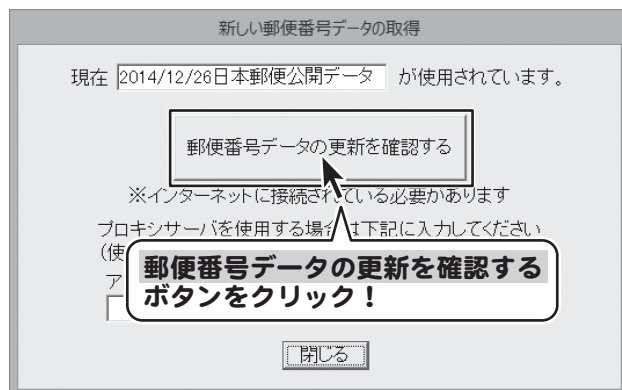 新しい郵便番号データの取得
現在 2014/12/26日本郵便公開データ が使用されています。
郵便番号データの更新を確認する
※インターネットに接続されている必要があります
プロキシサーバを使用する場合は下記に入力してください
(使
ア
郵便番号データの更新を確認する
ボタンをクリック！
閉じる